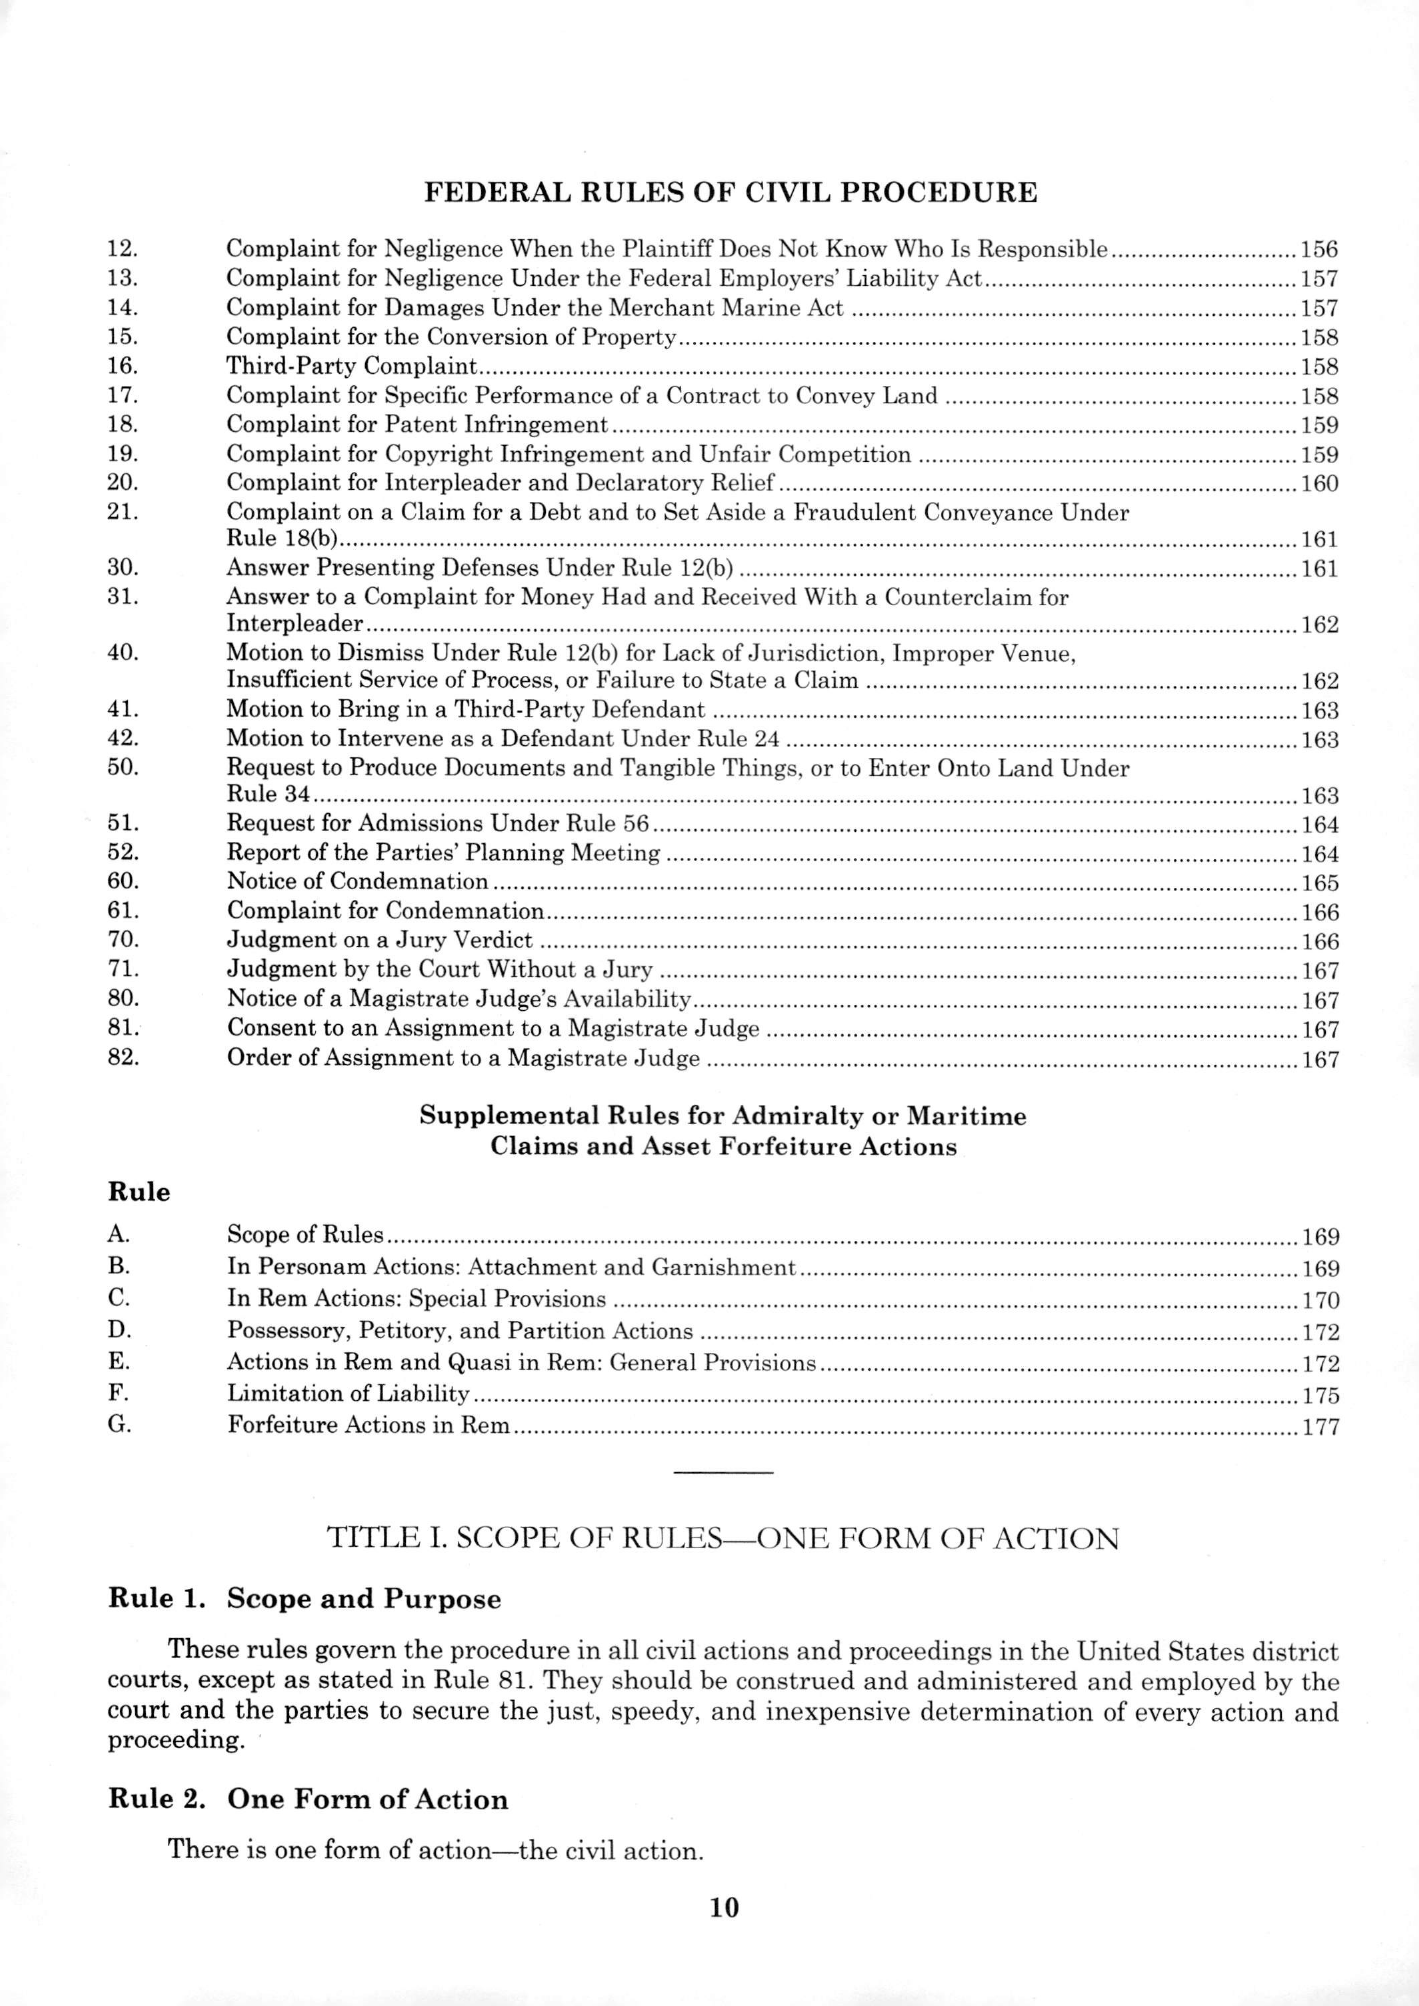 FEDERAL RULES OF CIVIL PROCEDURE
12. Complaint for Negligence When the Plaintiff Does Not Know Who Is Responsible ............................ 156
13. Complaint for Negligence Under the Federal Employers’ Liability Act ............................ 157
14. Complaint for Damages Under the Merchant Marine Act ............................ 157
15. Complaint for the Conversion of Property ............................ 158
16. Third-Party Complaint ............................ 158
17. Complaint for Specific Performance of a Contract to Convey Land ............................ 158
18. Complaint for Patent Infringement ............................ 159
19. Complaint for Copyright Infringement and Unfair Competition ............................ 159
20. Complaint for Interpleader and Declaratory Relief ............................ 160
21. Complaint on a Claim for a Debt and to Set Aside a Fraudulent Conveyance Under
Rule 18(b) ............................ 161
30. Answer Presenting Defenses Under Rule 12(b) ............................ 161
31. Answer to a Complaint for Money Had and Received With a Counterclaim for
Interpleader ............................ 162
40. Motion to Dismiss Under Rule 12(b) for Lack of Jurisdiction, Improper Venue,
Insufficient Service of Process, or Failure to State a Claim ............................ 162
41. Motion to Bring in a Third-Party Defendant ............................ 163
42. Motion to Intervene as a Defendant Under Rule 24 ............................ 163
50. Request to Produce Documents and Tangible Things, or to Enter Onto Land Under
Rule 34 ............................ 163
51. Request for Admissions Under Rule 56 ............................ 164
52. Report of the Parties’ Planning Meeting ............................ 164
60. Notice of Condemnation ............................ 165
61. Complaint for Condemnation ............................ 166
70. Judgment on a Jury Verdict ............................ 166
71. Judgment by the Court Without a Jury ............................ 167
80. Notice of a Magistrate Judge’s Availability ............................ 167
81. Consent to an Assignment to a Magistrate Judge ............................ 167
82. Order of Assignment to a Magistrate Judge ............................ 167
Supplemental Rules for Admiralty or Maritime
Claims and Asset Forfeiture Actions
Rule
A. Scope of Rules ............................ 169
B. In Personam Actions: Attachment and Garnishment ............................ 169
C. In Rem Actions: Special Provisions ............................ 170
D. Possessory, Petitory, and Partition Actions ............................ 172
E. Actions in Rem and Quasi in Rem: General Provisions ............................ 172
F. Limitation of Liability ............................ 175
G. Forfeiture Actions in Rem ............................ 177
TITLE I. SCOPE OF RULES—ONE FORM OF ACTION
Rule 1. Scope and Purpose
These rules govern the procedure in all civil actions and proceedings in the United States district
courts, except as stated in Rule 81. They should be construed and administered and employed by the
court and the parties to secure the just, speedy, and inexpensive determination of every action and
proceeding.
Rule 2. One Form of Action
There is one form of action—the civil action.
10